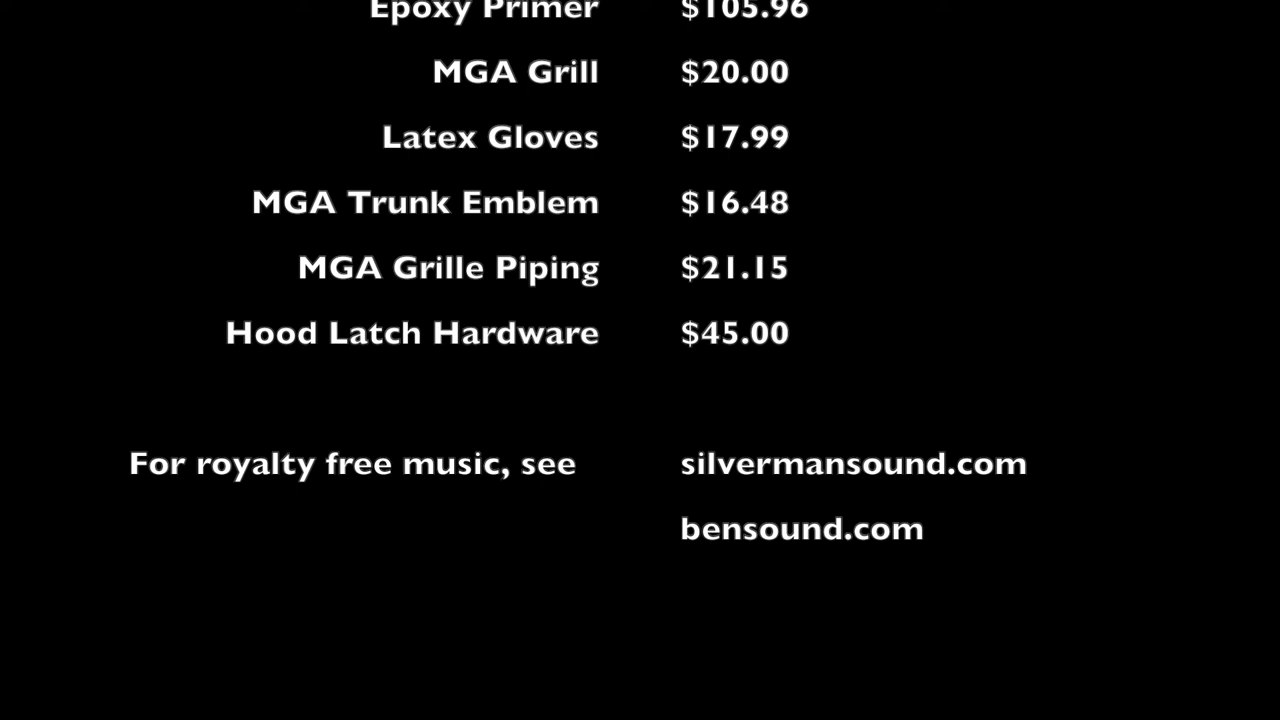 Epoxy Primer $105.96
MGA Grill $20.00
Latex Gloves $17.99
MGA Trunk Emblem $16.48
MGA Grille Piping $21.15
Hood Latch Hardware $45.00
For royalty free music, see silvermansound.com
bensound.com